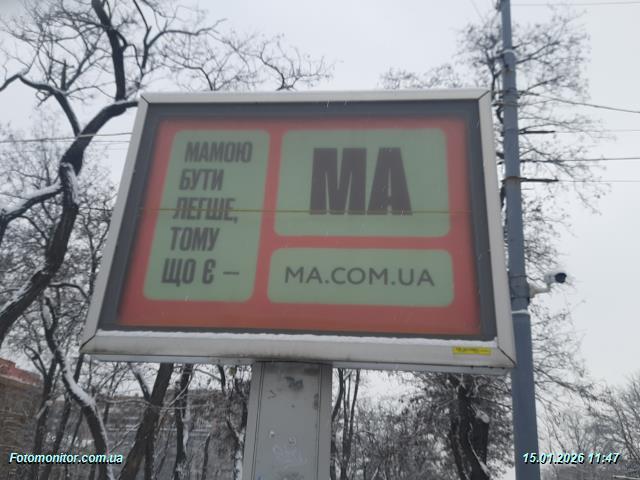 МАМОЮ
БУТИ
ЛЕГШЕ,
ТОМУ
ЩО Є –
МА
MA.COM.UA
Fotomonitor.com.ua
15.01.2026 11:47